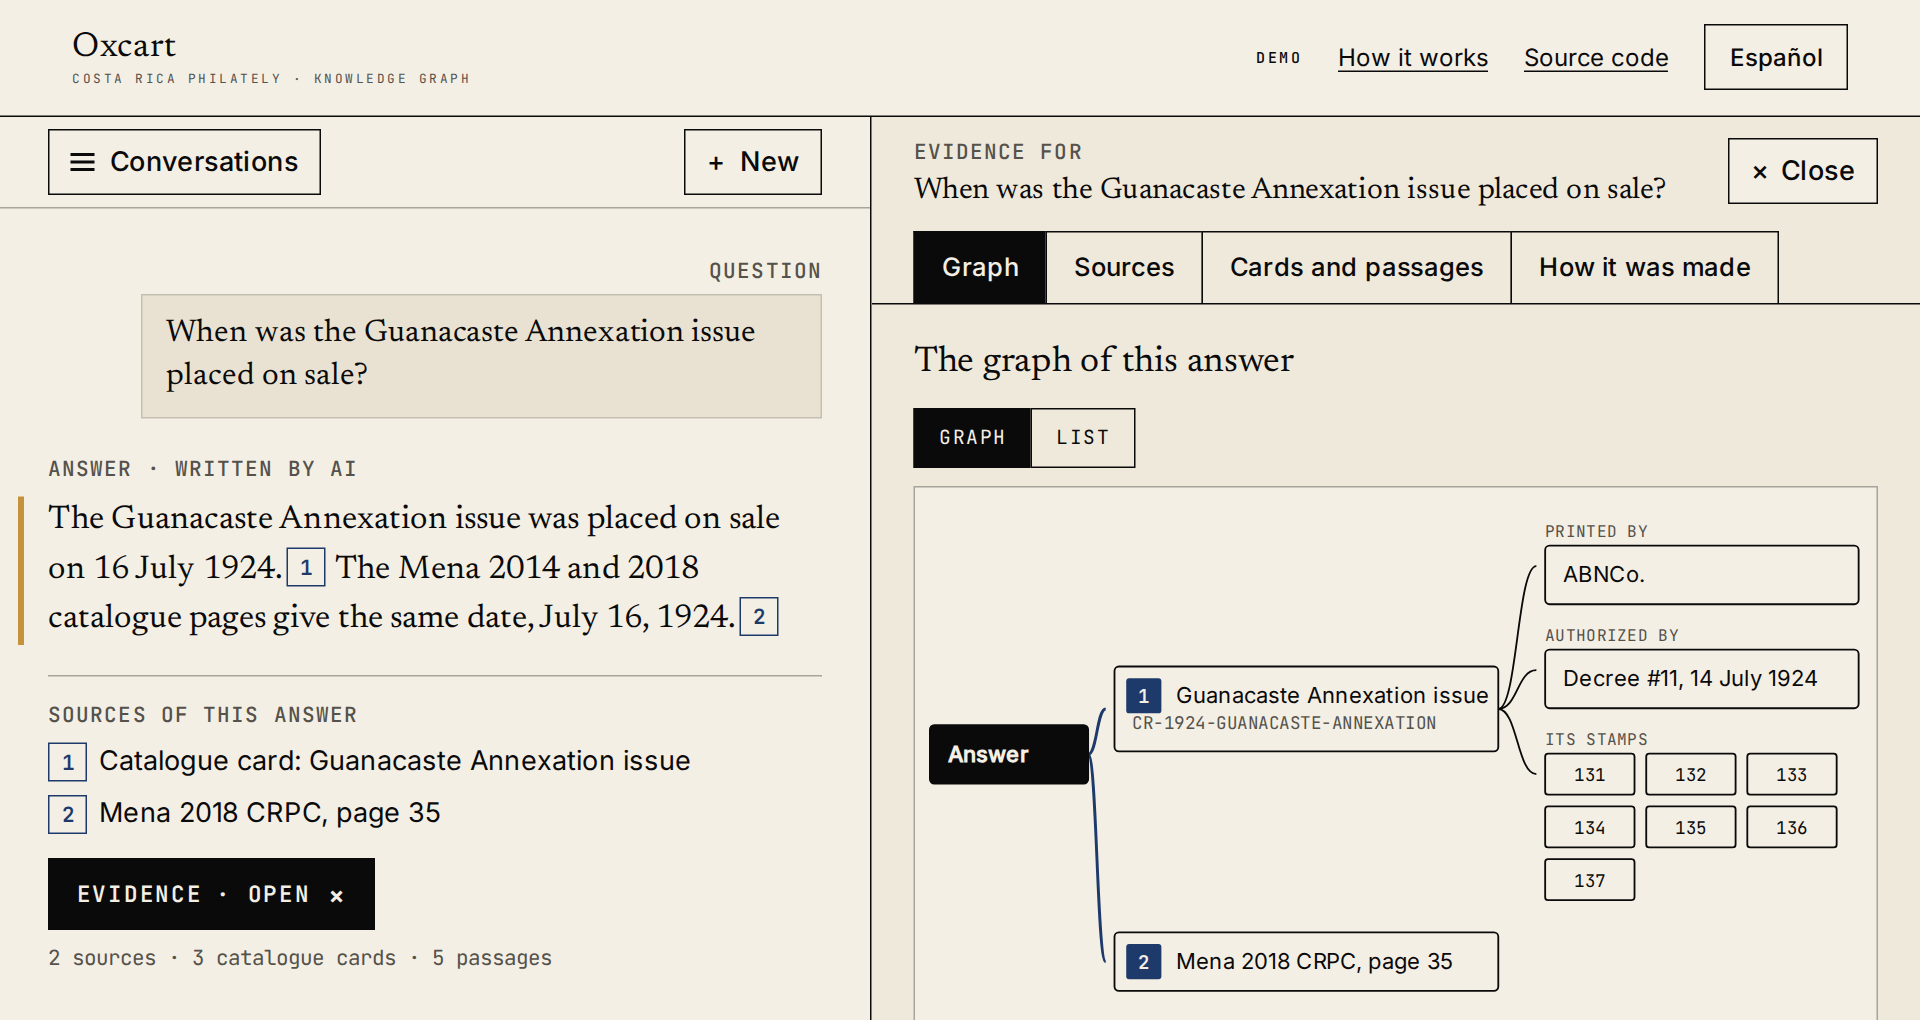 Oxcart
COSTA RICA PHILATELY · KNOWLEDGE GRAPH
DEMO
How it works
Source code
Español
Conversations
+ New
QUESTION
When was the Guanacaste Annexation issue
placed on sale?
ANSWER · WRITTEN BY AI
The Guanacaste Annexation issue was placed on sale
on 16 July 1924. 1 The Mena 2014 and 2018
catalogue pages give the same date, July 16, 1924. 2
SOURCES OF THIS ANSWER
1 Catalogue card: Guanacaste Annexation issue
2 Mena 2018 CRPC, page 35
EVIDENCE · OPEN ×
2 sources · 3 catalogue cards · 5 passages
EVIDENCE FOR
When was the Guanacaste Annexation issue placed on sale?
× Close
Graph
Sources
Cards and passages
How it was made
The graph of this answer
GRAPH
LIST
Answer
1 Guanacaste Annexation issue
CR-1924-GUANACASTE-ANNEXATION
2 Mena 2018 CRPC, page 35
PRINTED BY
ABNCo.
AUTHORIZED BY
Decree #11, 14 July 1924
ITS STAMPS
131 132 133
134 135 136
137